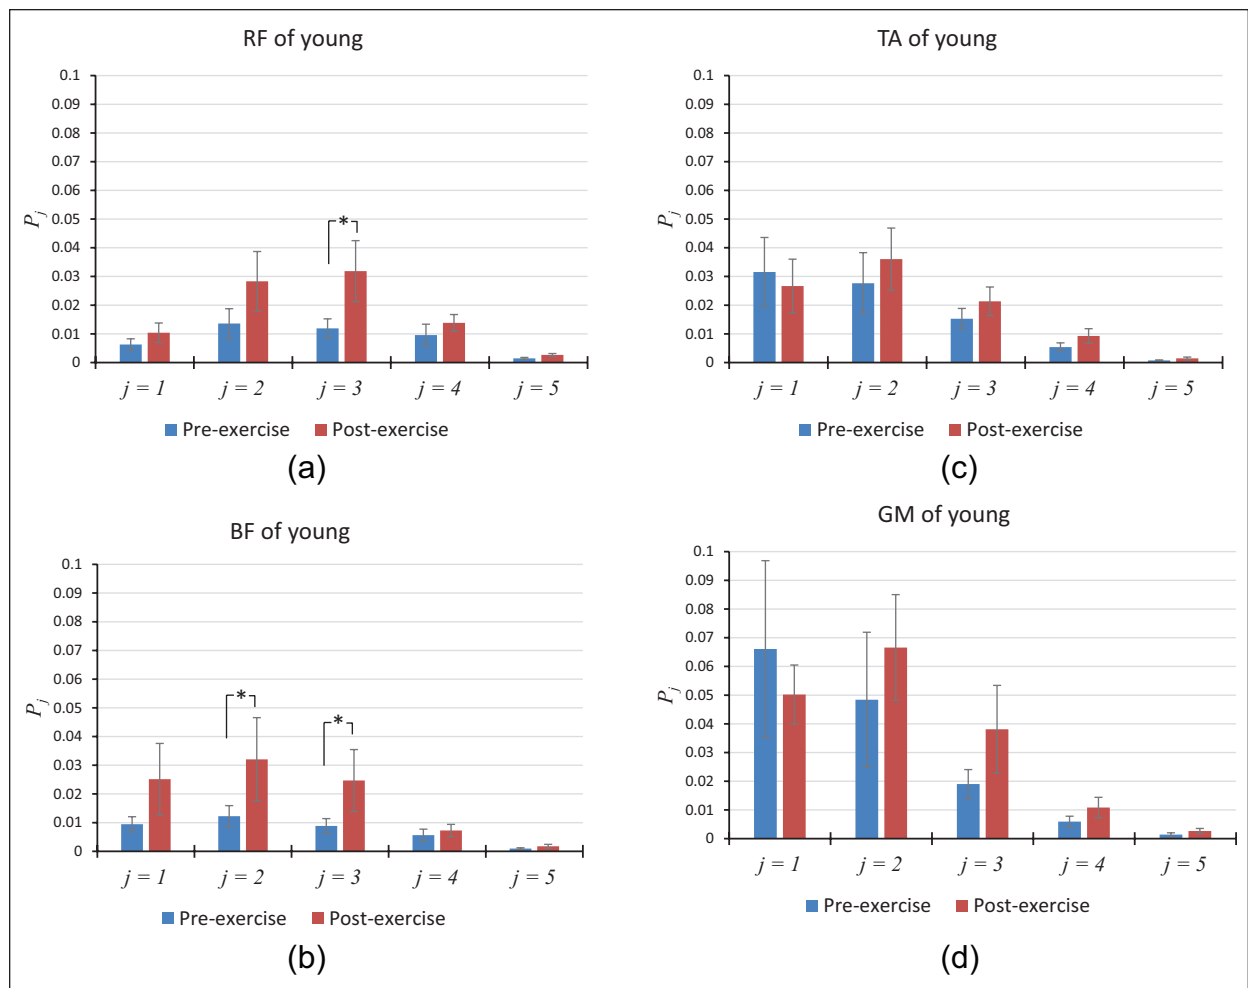 RF of young
0.1
0.09
0.08
0.07
0.06
0.05
0.04
0.03
0.02
0.01
0
P_j
*
j = 1 j = 2 j = 3 j = 4 j = 5
Pre-exercise Post-exercise
(a)
BF of young
0.1
0.09
0.08
0.07
0.06
0.05
0.04
0.03
0.02
0.01
0
P_j
* *
j = 1 j = 2 j = 3 j = 4 j = 5
Pre-exercise Post-exercise
(b)
TA of young
0.1
0.09
0.08
0.07
0.06
0.05
0.04
0.03
0.02
0.01
0
P_j
j = 1 j = 2 j = 3 j = 4 j = 5
Pre-exercise Post-exercise
(c)
GM of young
0.1
0.09
0.08
0.07
0.06
0.05
0.04
0.03
0.02
0.01
0
P_j
j = 1 j = 2 j = 3 j = 4 j = 5
Pre-exercise Post-exercise
(d)